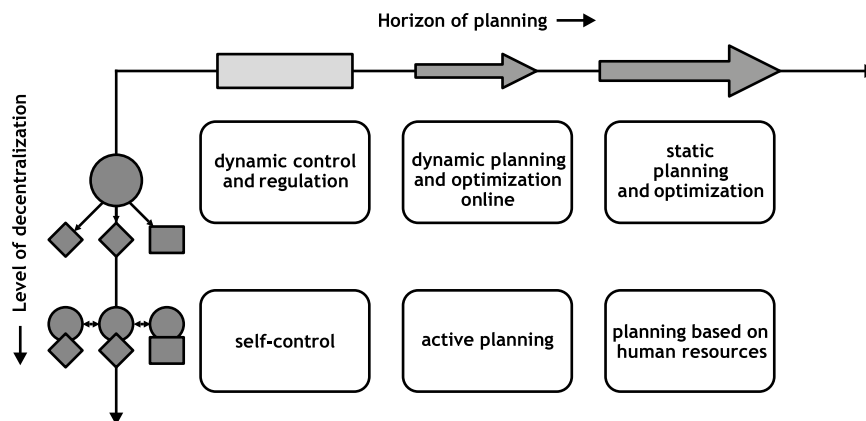 Horizon of planning
Level of decentralization
dynamic control
and regulation
dynamic planning
and optimization
online
static
planning
and optimization
self-control
active planning
planning based on
human resources